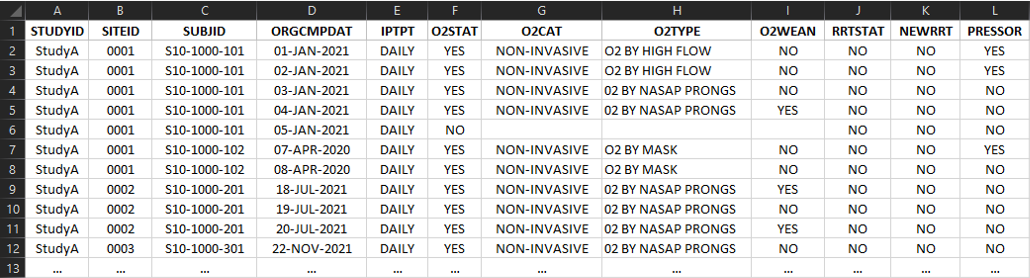 A B C D E F G H I J K L
1 STUDYID SITEID SUBJID ORGCMPDAT IPTPT O2STAT O2CAT O2TYPE O2WEAN RRTSTAT NEWRRT PRESSOR
2 StudyA 0001 S10-1000-101 01-JAN-2021 DAILY YES NON-INVASIVE O2 BY HIGH FLOW NO NO NO YES
3 StudyA 0001 S10-1000-101 02-JAN-2021 DAILY YES NON-INVASIVE O2 BY HIGH FLOW NO NO NO YES
4 StudyA 0001 S10-1000-101 03-JAN-2021 DAILY YES NON-INVASIVE 02 BY NASAP PRONGS NO NO NO NO
5 StudyA 0001 S10-1000-101 04-JAN-2021 DAILY YES NON-INVASIVE 02 BY NASAP PRONGS YES NO NO NO
6 StudyA 0001 S10-1000-101 05-JAN-2021 DAILY NO NO NO NO
7 StudyA 0001 S10-1000-102 07-APR-2020 DAILY YES NON-INVASIVE O2 BY MASK NO NO NO YES
8 StudyA 0001 S10-1000-102 08-APR-2020 DAILY YES NON-INVASIVE O2 BY MASK NO NO NO NO
9 StudyA 0002 S10-1000-201 18-JUL-2021 DAILY YES NON-INVASIVE 02 BY NASAP PRONGS YES NO NO NO
10 StudyA 0002 S10-1000-201 19-JUL-2021 DAILY YES NON-INVASIVE 02 BY NASAP PRONGS NO NO NO NO
11 StudyA 0002 S10-1000-201 20-JUL-2021 DAILY YES NON-INVASIVE 02 BY NASAP PRONGS YES NO NO NO
12 StudyA 0003 S10-1000-301 22-NOV-2021 DAILY YES NON-INVASIVE 02 BY NASAP PRONGS NO NO NO NO
13 ... ... ... ... ... ... ... ... ... ... ... ...